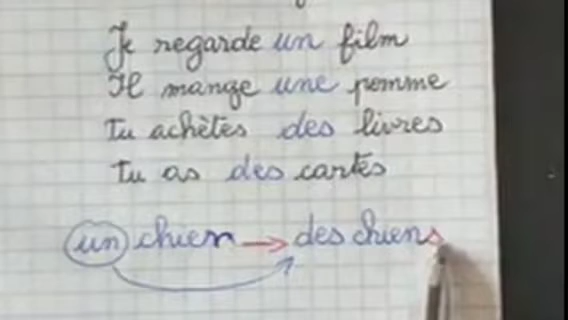 Je regarde un film
Il mange une pomme
Tu achètes des livres
Tu as des cartes
un chien → des chiens